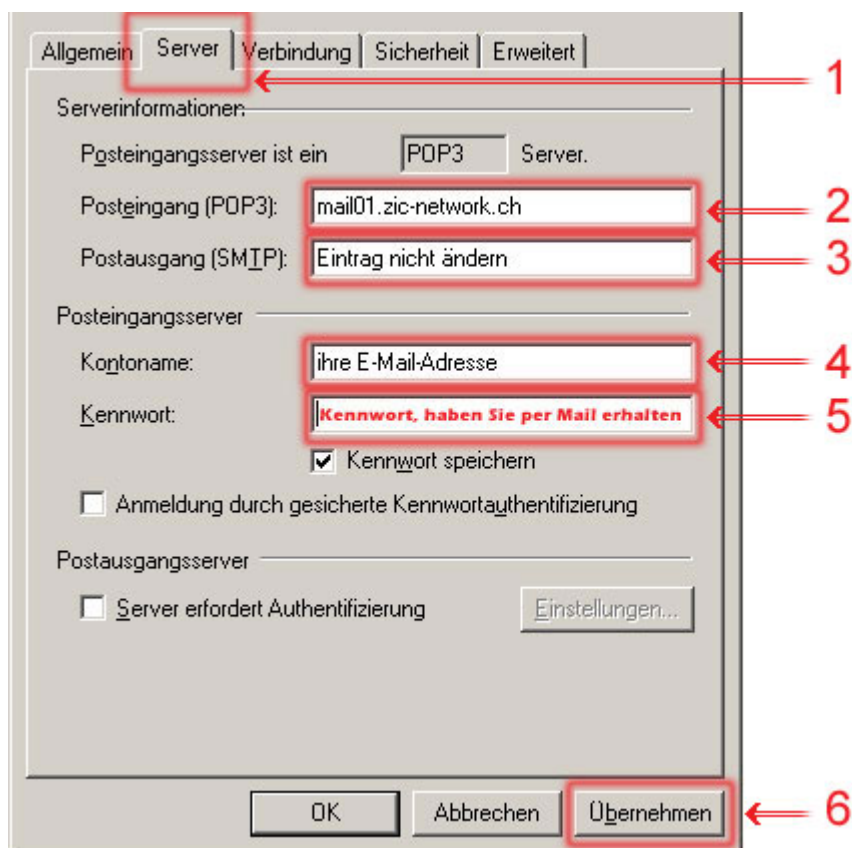 Allgemein Server Verbindung Sicherheit Erweitert
1
Serverinformationen
Posteingangsserver ist ein POP3 Server.
Posteingang (POP3): mail01.zic-network.ch 2
Postausgang (SMTP): Eintrag nicht ändern 3
Posteingangsserver
Kontoname: ihre E-Mail-Adresse 4
Kennwort: Kennwort, haben Sie per Mail erhalten 5
Kennwort speichern
Anmeldung durch gesicherte Kennwortauthentifizierung
Postausgangsserver
Server erfordert Authentifizierung Einstellungen...
OK Abbrechen Übernehmen 6